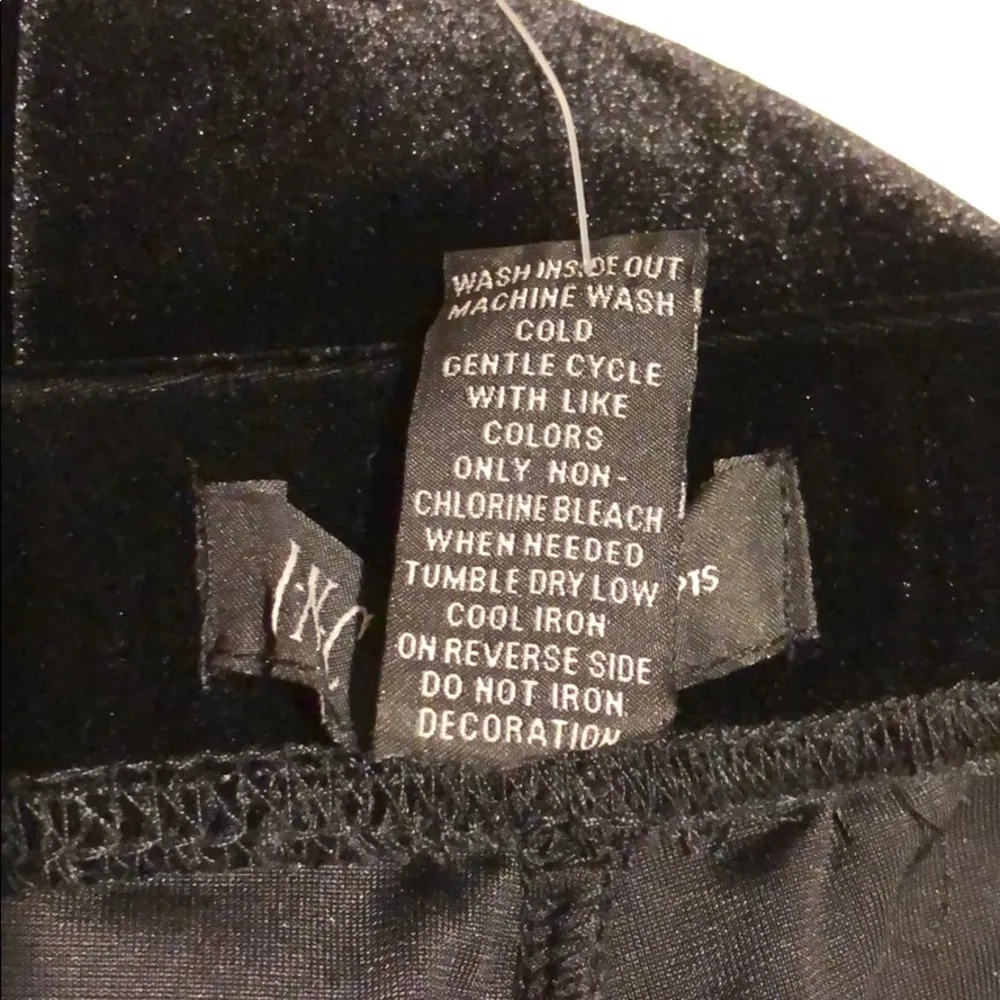 WASH INSIDE OUT
MACHINE WASH
COLD
GENTLE CYCLE
WITH LIKE
COLORS
ONLY NON-
CHLORINE BLEACH
WHEN NEEDED
TUMBLE DRY LOW
COOL IRON
ON REVERSE SIDE
DO NOT IRON
DECORATION
I·N·C